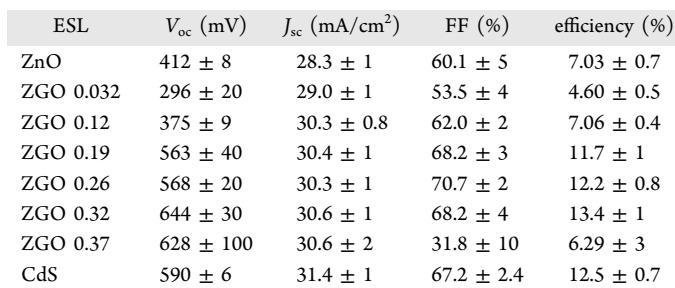 ESL Voc (mV) Jsc (mA/cm²) FF (%) efficiency (%)
ZnO 412 ± 8 28.3 ± 1 60.1 ± 5 7.03 ± 0.7
ZGO 0.032 296 ± 20 29.0 ± 1 53.5 ± 4 4.60 ± 0.5
ZGO 0.12 375 ± 9 30.3 ± 0.8 62.0 ± 2 7.06 ± 0.4
ZGO 0.19 563 ± 40 30.4 ± 1 68.2 ± 3 11.7 ± 1
ZGO 0.26 568 ± 20 30.3 ± 1 70.7 ± 2 12.2 ± 0.8
ZGO 0.32 644 ± 30 30.6 ± 1 68.2 ± 4 13.4 ± 1
ZGO 0.37 628 ± 100 30.6 ± 2 31.8 ± 10 6.29 ± 3
CdS 590 ± 6 31.4 ± 1 67.2 ± 2.4 12.5 ± 0.7